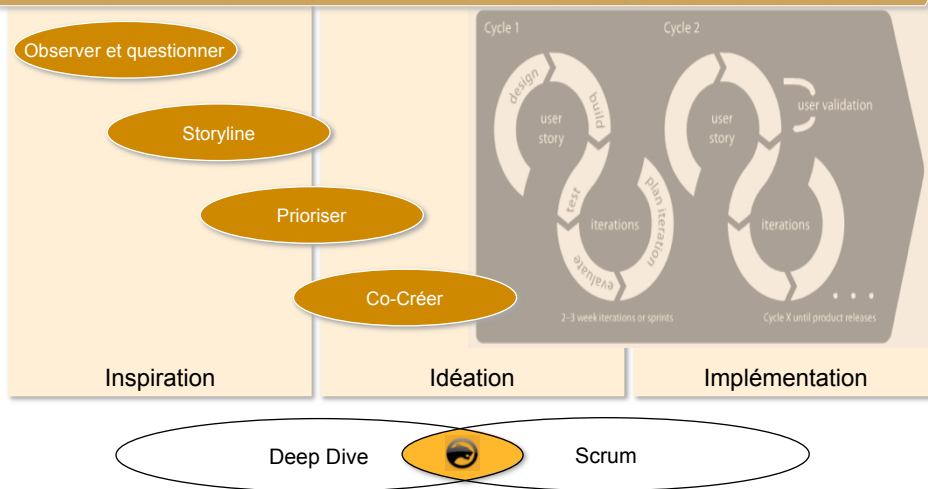 Cycle 1
Cycle 2
Observer et questionner
design
build
user
story
user
story
user validation
Storyline
test
plan iteration
Prioriser
iterations
iterations
evaluate
Co-Créer
. . .
2–3 week iterations or sprints
Cycle X until product releases
Inspiration
Idéation
Implémentation
Deep Dive
Scrum